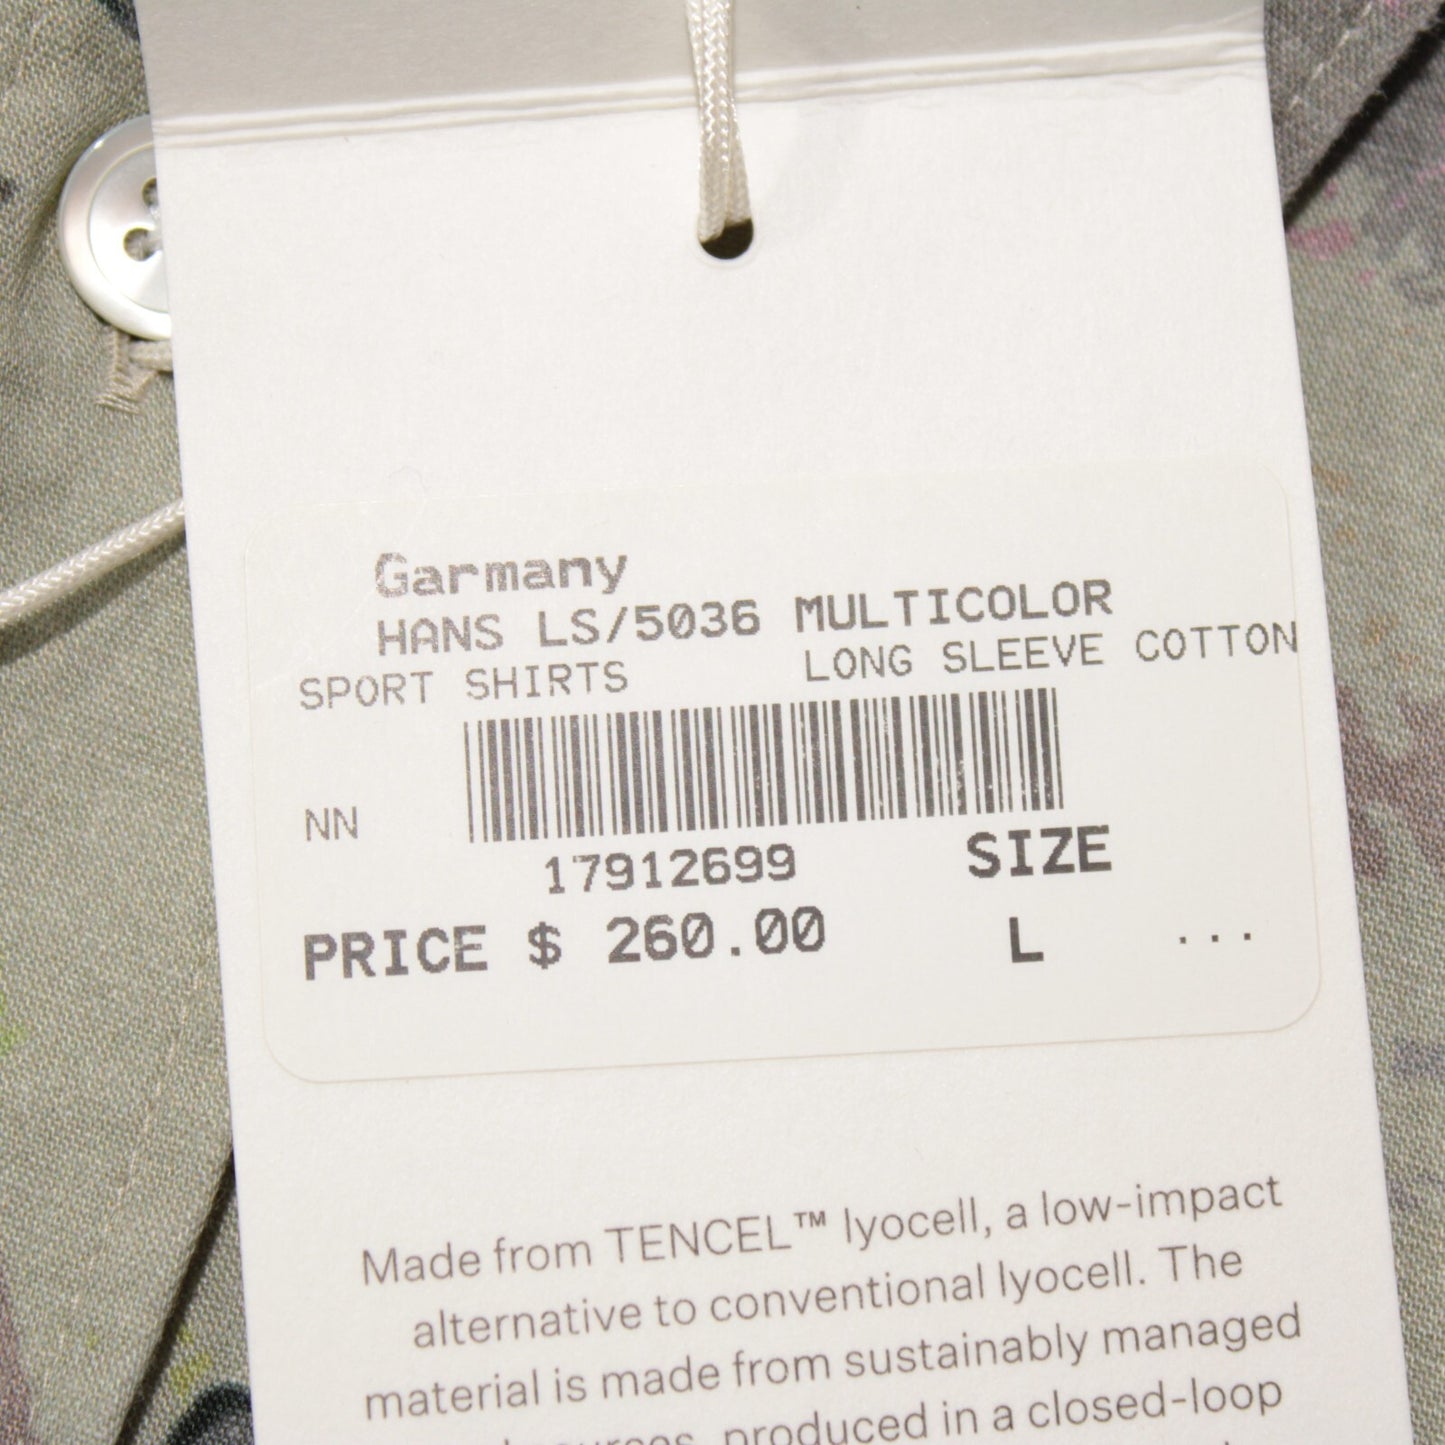 Garmany
HANS LS/5036 MULTICOLOR
SPORT SHIRTS LONG SLEEVE COTTON
NN
17912699 SIZE
PRICE $ 260.00 L ...
Made from TENCEL™ lyocell, a low-impact
alternative to conventional lyocell. The
material is made from sustainably managed
produced in a closed-loop